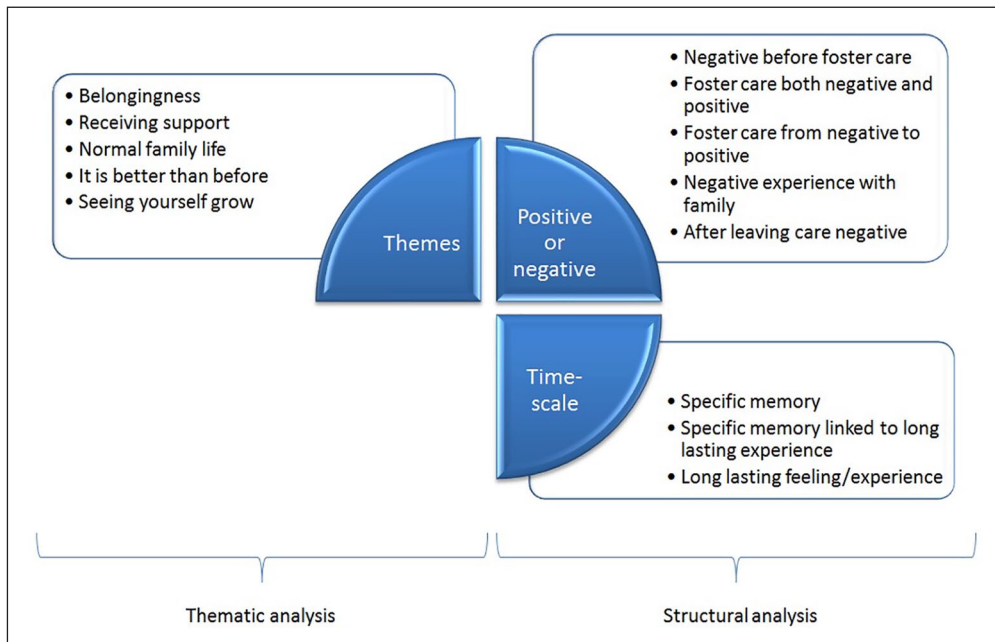 • Belongingness
• Receiving support
• Normal family life
• It is better than before
• Seeing yourself grow
Themes
• Negative before foster care
• Foster care both negative and
positive
• Foster care from negative to
positive
• Negative experience with
family
• After leaving care negative
Positive
or
negative
Time-
scale
• Specific memory
• Specific memory linked to long
lasting experience
• Long lasting feeling/experience
Thematic analysis
Structural analysis